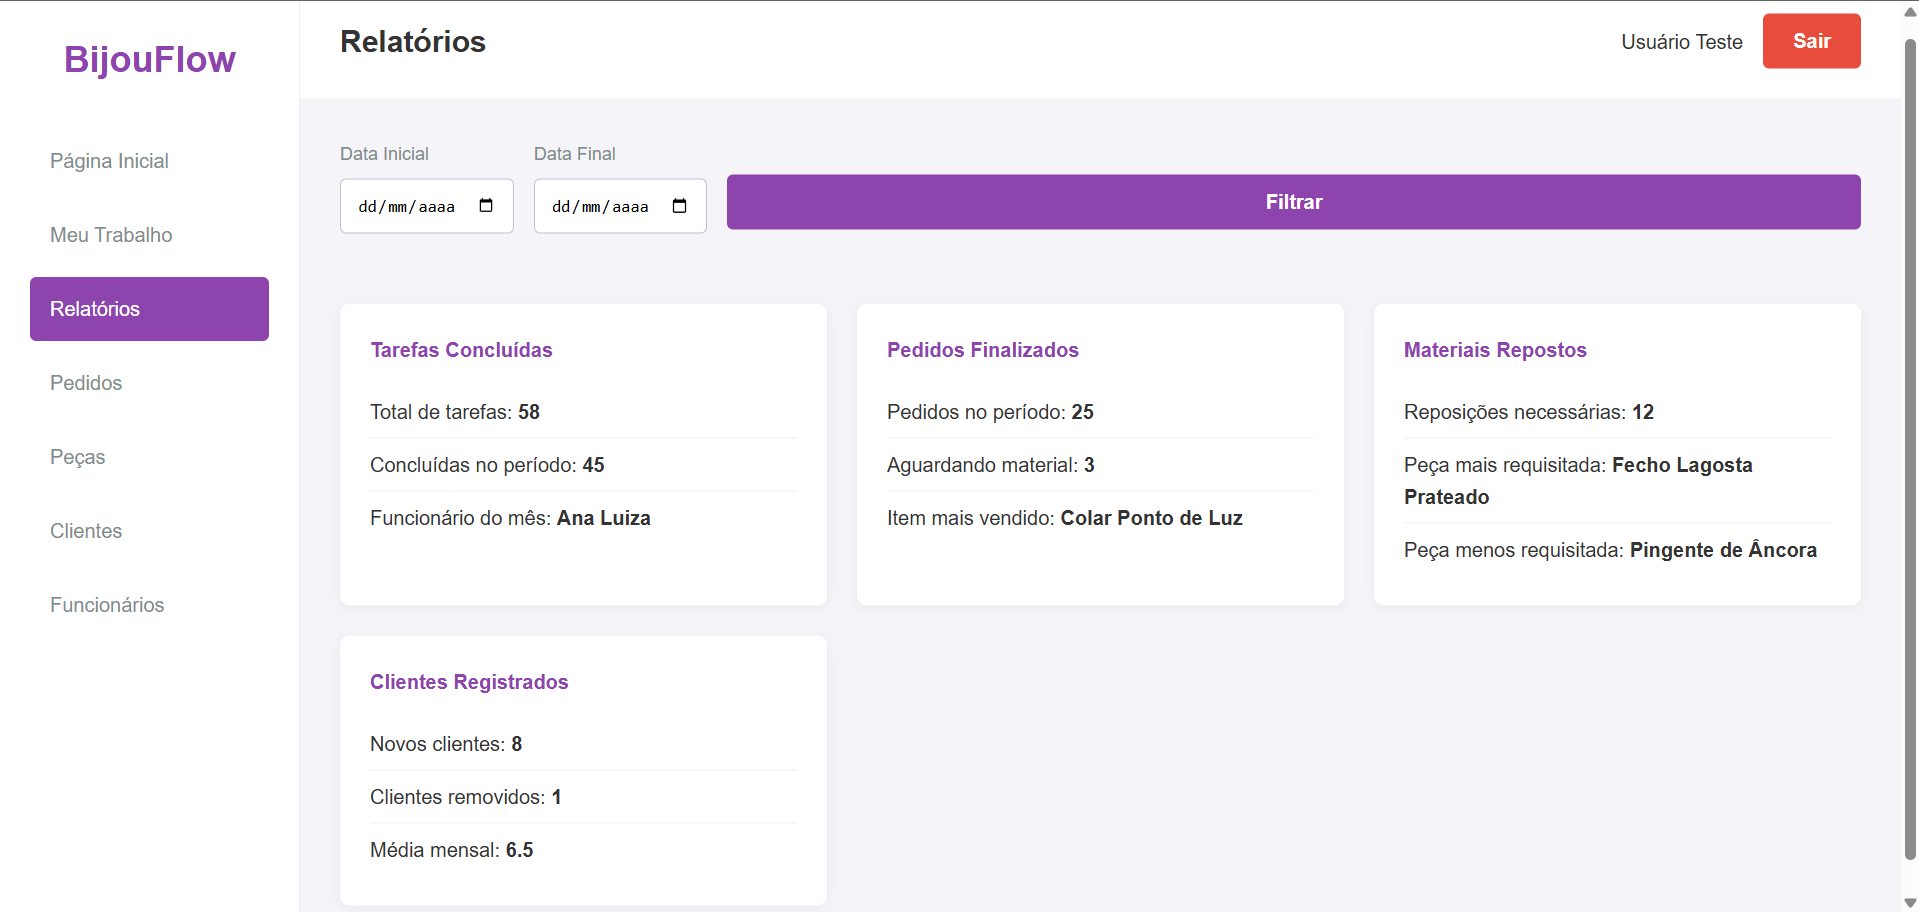 BijouFlow
Página Inicial
Meu Trabalho
Relatórios
Pedidos
Peças
Clientes
Funcionários
Relatórios
Usuário Teste
Sair
Data Inicial
Data Final
dd/mm/aaaa
dd/mm/aaaa
Filtrar
Tarefas Concluídas
Total de tarefas: 58
Concluídas no período: 45
Funcionário do mês: Ana Luiza
Pedidos Finalizados
Pedidos no período: 25
Aguardando material: 3
Item mais vendido: Colar Ponto de Luz
Materiais Repostos
Reposições necessárias: 12
Peça mais requisitada: Fecho Lagosta
Prateado
Peça menos requisitada: Pingente de Âncora
Clientes Registrados
Novos clientes: 8
Clientes removidos: 1
Média mensal: 6.5